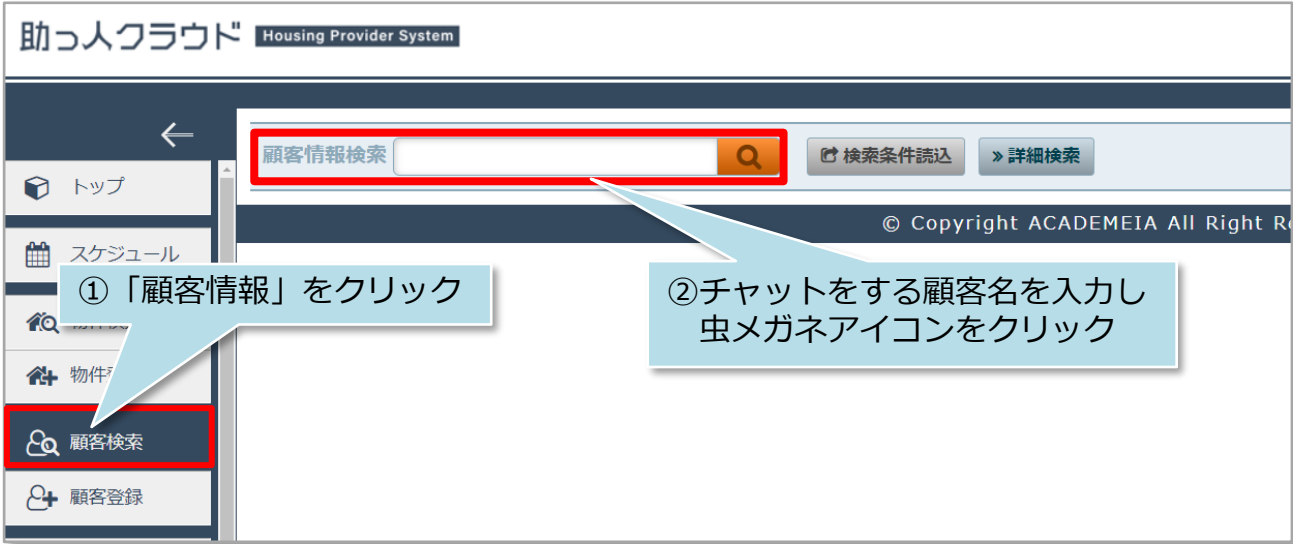 助っ人クラウド Housing Provider System
顧客情報検索
検索条件読込
» 詳細検索
© Copyright ACADEMEIA All Right
トップ
スケジュール
①「顧客情報」をクリック
②チャットをする顧客名を入力し
虫メガネアイコンをクリック
物件
顧客検索
顧客登録